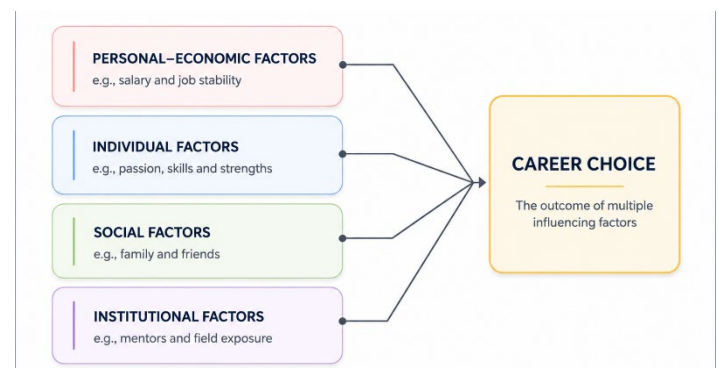 PERSONAL–ECONOMIC FACTORS
e.g., salary and job stability
INDIVIDUAL FACTORS
e.g., passion, skills and strengths
SOCIAL FACTORS
e.g., family and friends
INSTITUTIONAL FACTORS
e.g., mentors and field exposure
CAREER CHOICE
The outcome of multiple
influencing factors